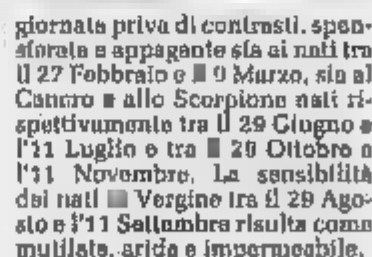 giornata priva di contrasti, spen-
sierata e appagante sia ai nati tra
il 27 Febbraio e il 9 Marzo, sia al
Cancro e allo Scorpione nati ri-
spettivamente tra il 29 Giugno e
l'11 Luglio e tra il 29 Ottobre e
l'11 Novembre. La sensibilità
dei nati Vergine tra il 29 Ago-
sto e l'11 Settembre risulta come
mutilata, arida e impermeabile.